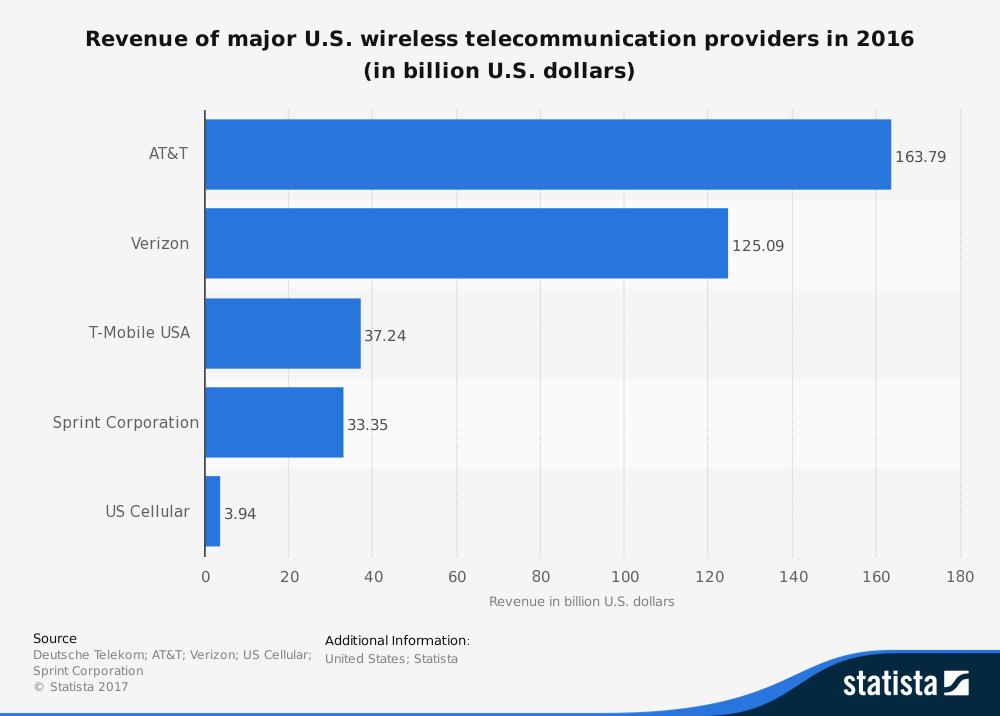 Revenue of major U.S. wireless telecommunication providers in 2016
(in billion U.S. dollars)
AT&T
163.79
Verizon
125.09
T-Mobile USA
37.24
Sprint Corporation
33.35
US Cellular
3.94
0 20 40 60 80 100 120 140 160 180
Revenue in billion U.S. dollars
Source
Deutsche Telekom; AT&T; Verizon; US Cellular;
Sprint Corporation
© Statista 2017
Additional Information:
United States; Statista
statista